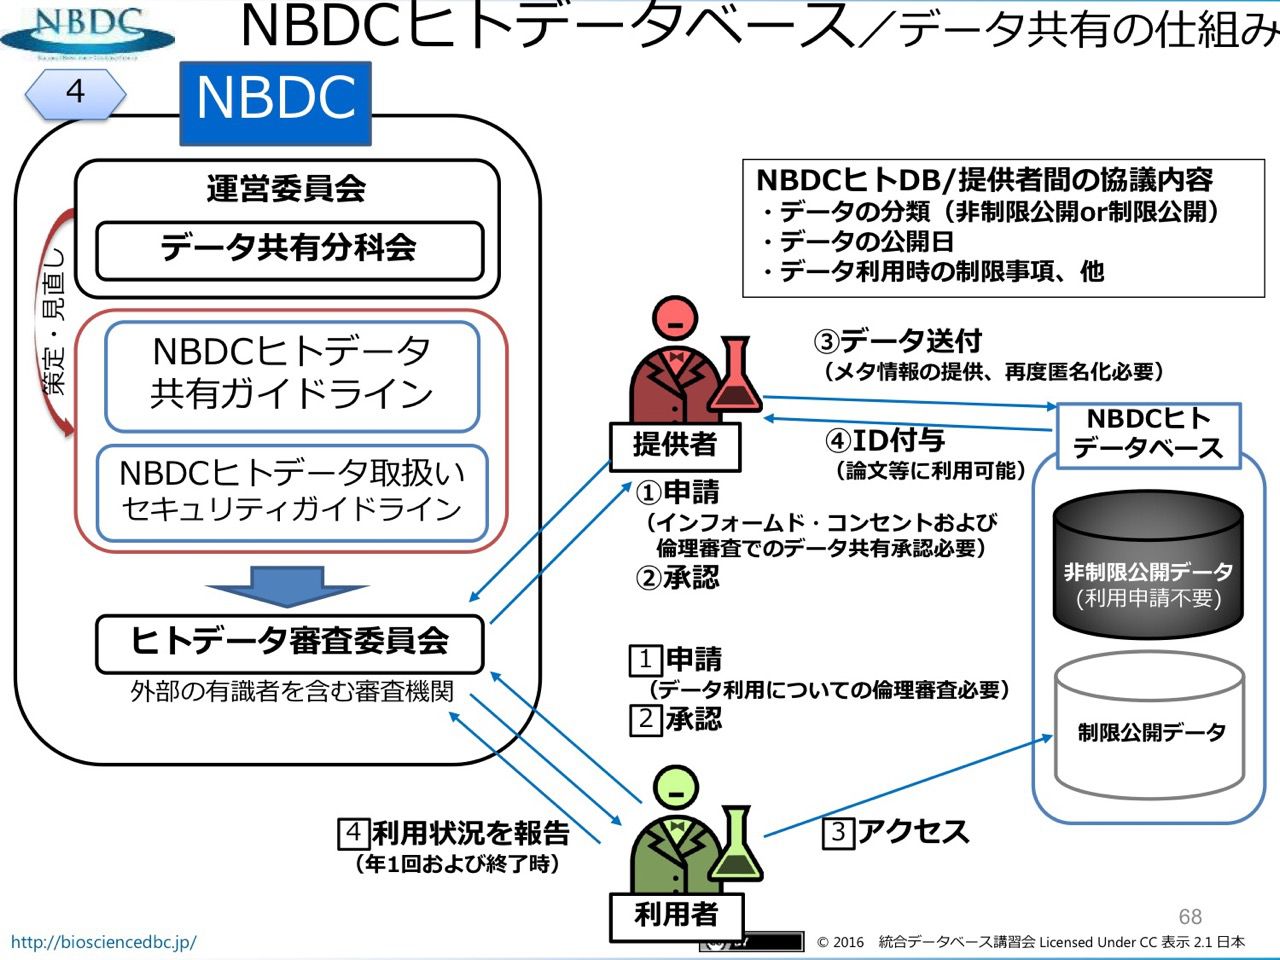 NBDC
NBDCヒトデータベース／データ共有の仕組み
4
NBDC
運営委員会
データ共有分科会
策定・見直し
NBDCヒトデータ
共有ガイドライン
NBDCヒトデータ取扱い
セキュリティガイドライン
ヒトデータ審査委員会
外部の有識者を含む審査機関
NBDCヒトDB/提供者間の協議内容
・データの分類（非制限公開or制限公開）
・データの公開日
・データ利用時の制限事項、他
③データ送付
（メタ情報の提供、再度匿名化必要）
④ID付与
（論文等に利用可能）
提供者
①申請
（インフォームド・コンセントおよび
倫理審査でのデータ共有承認必要）
②承認
NBDCヒト
データベース
非制限公開データ
(利用申請不要)
制限公開データ
1 申請
（データ利用についての倫理審査必要）
2 承認
3 アクセス
4 利用状況を報告
（年1回および終了時）
利用者
68
http://biosciencedbc.jp/
© 2016 統合データベース講習会 Licensed Under CC 表示 2.1 日本